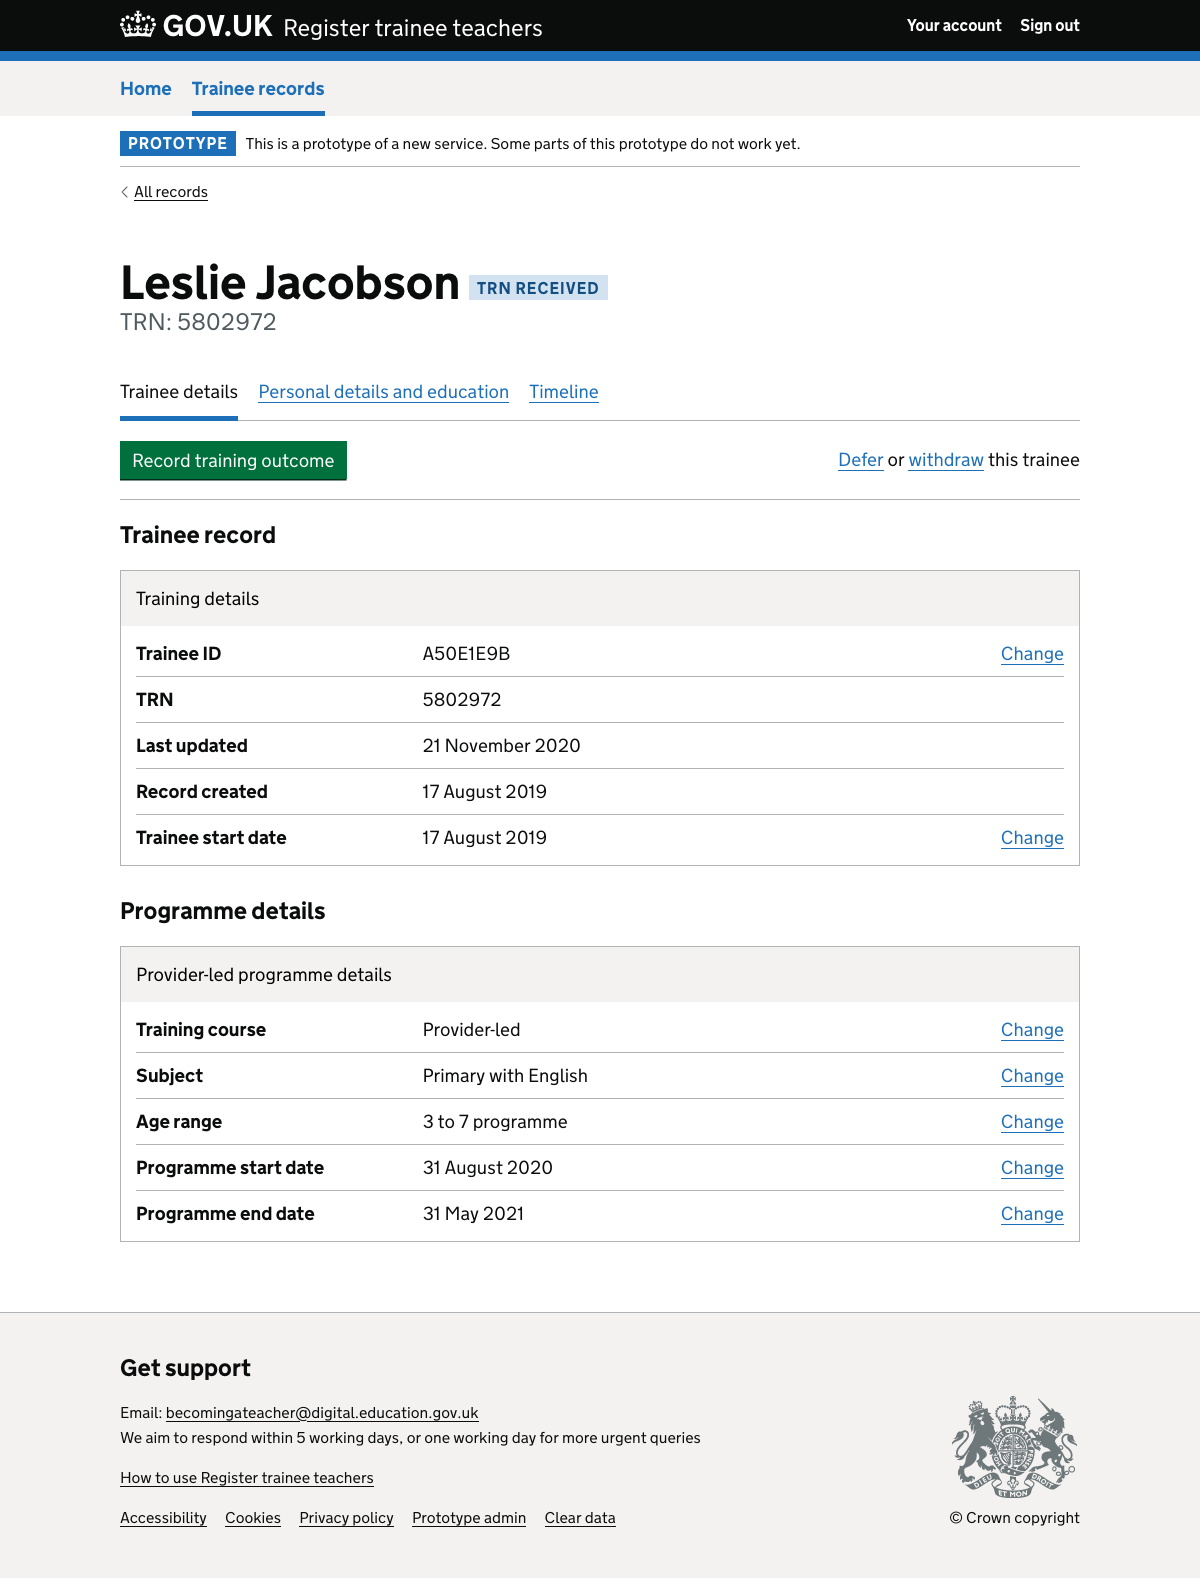 GOV.UK Register trainee teachers Your account Sign out
Home Trainee records
PROTOTYPE This is a prototype of a new service. Some parts of this prototype do not work yet.
All records
Leslie Jacobson TRN RECEIVED
TRN: 5802972
Trainee details Personal details and education Timeline
Record training outcome Defer or withdraw this trainee
Trainee record
Training details
Trainee ID A50E1E9B Change
TRN 5802972
Last updated 21 November 2020
Record created 17 August 2019
Trainee start date 17 August 2019 Change
Programme details
Provider-led programme details
Training course Provider-led Change
Subject Primary with English Change
Age range 3 to 7 programme Change
Programme start date 31 August 2020 Change
Programme end date 31 May 2021 Change
Get support
Email: becomingateacher@digital.education.gov.uk
We aim to respond within 5 working days, or one working day for more urgent queries
How to use Register trainee teachers
DIEU ET MON DROIT
Accessibility Cookies Privacy policy Prototype admin Clear data © Crown copyright